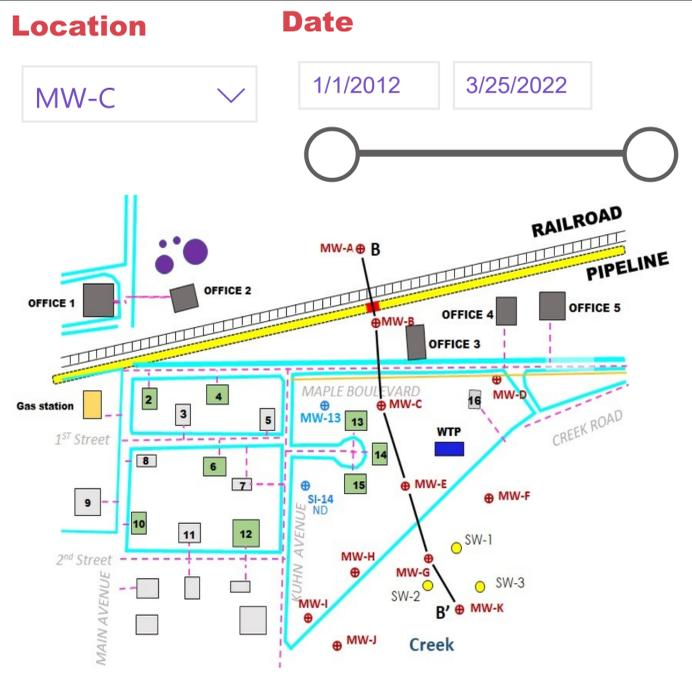 Location
Date
MW-C
1/1/2012
3/25/2022
RAILROAD
MW-A
B
PIPELINE
OFFICE 1
OFFICE 2
MW-B
OFFICE 4
OFFICE 5
OFFICE 3
Gas station
2
4
3
5
MAPLE BOULEVARD
MW-13
13
MW-C
16
MW-D
CREEK ROAD
1ST Street
WTP
8
6
7
14
15
9
SI-14
ND
MW-E
MW-F
10
11
12
KUHN AVENUE
SW-1
2nd Street
MW-H
MW-G
SW-2
SW-3
MAIN AVENUE
MW-I
B'
MW-K
MW-J
Creek